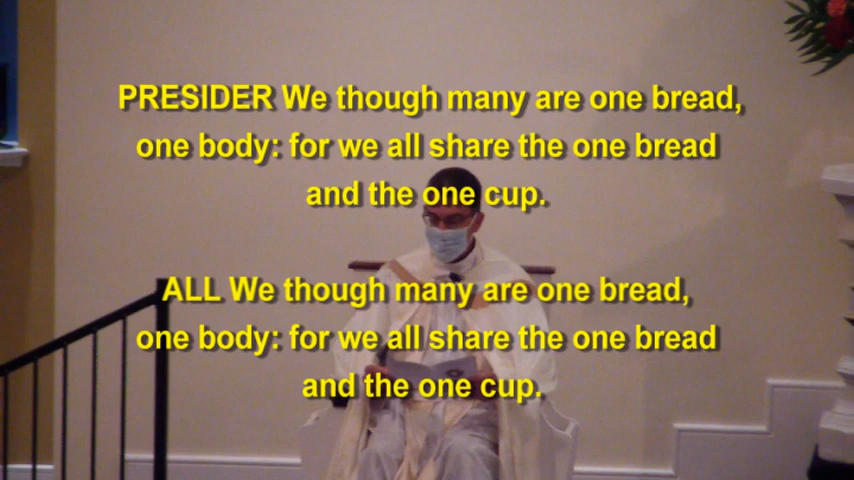 PRESIDER We though many are one bread,
one body: for we all share the one bread
and the one cup.
ALL We though many are one bread,
one body: for we all share the one bread
and the one cup.